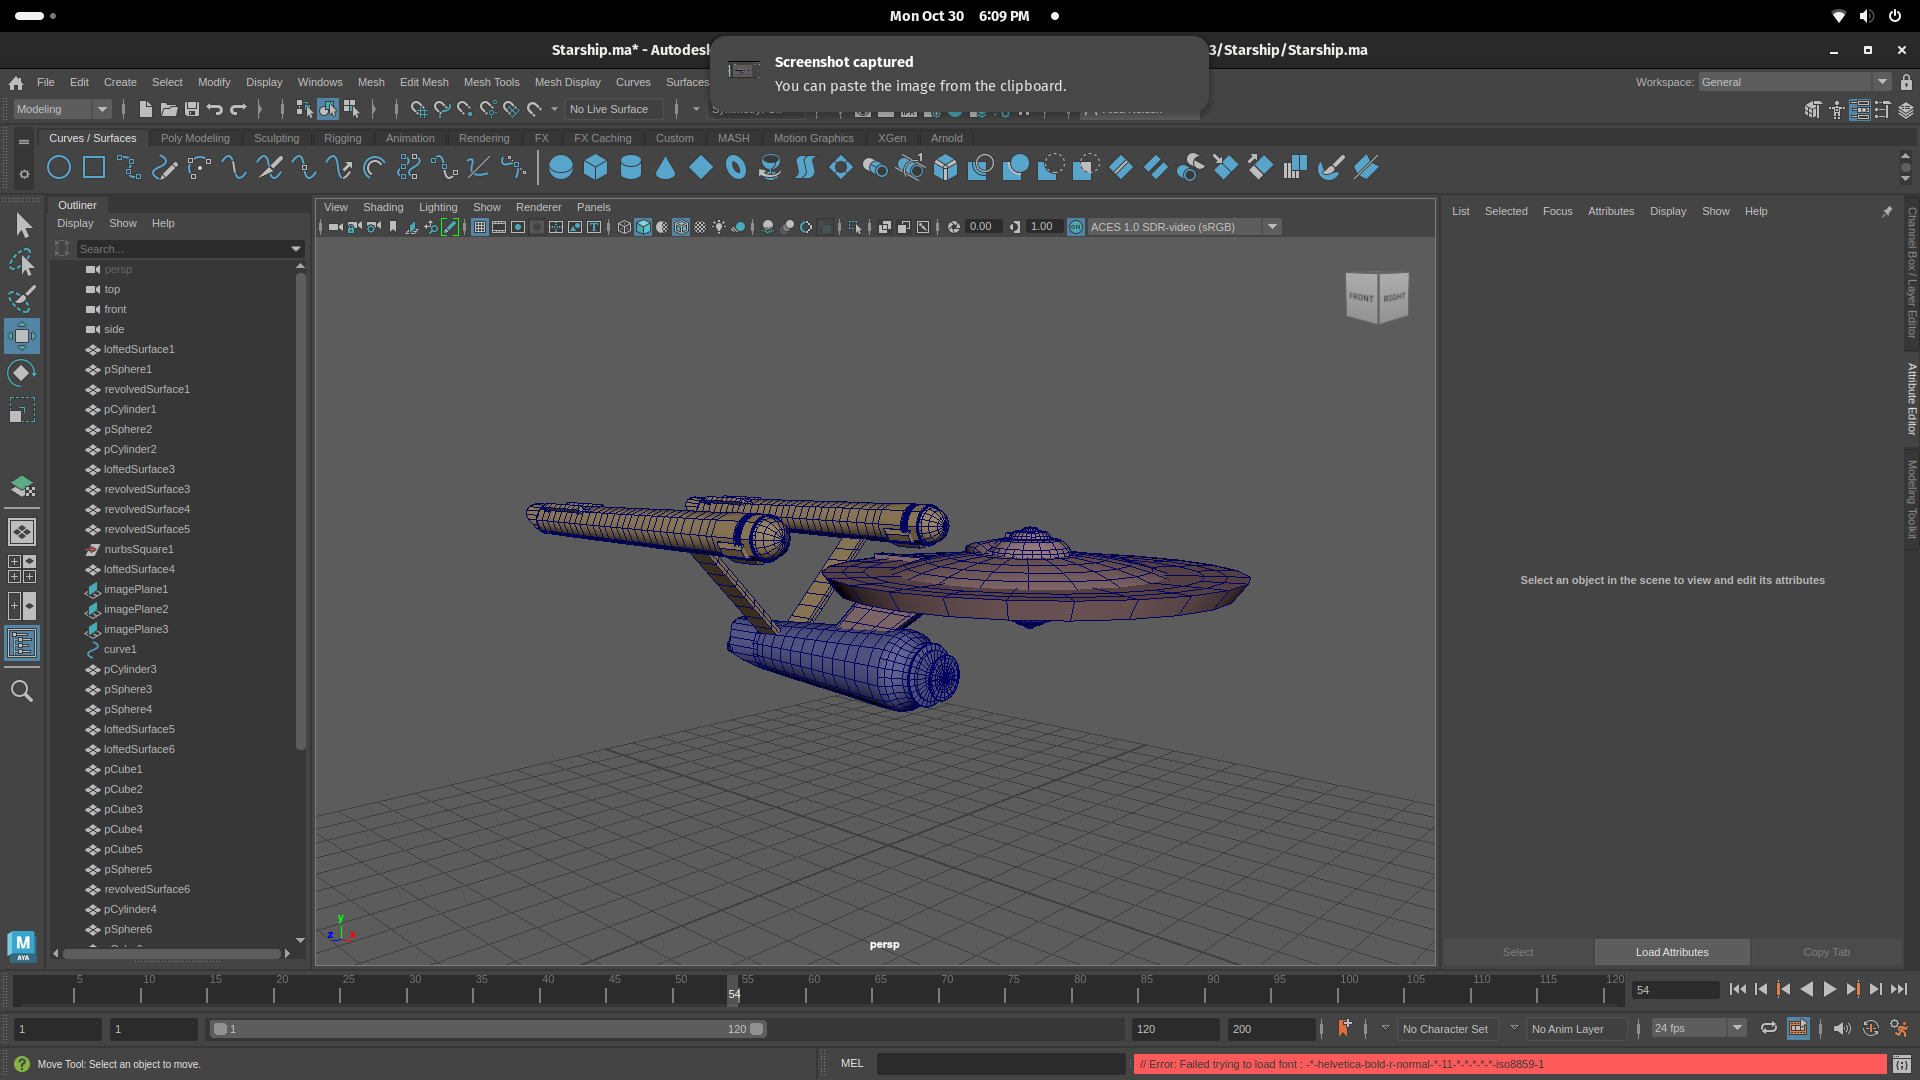 Mon Oct 30 6:09 PM
Starship.ma* - Autodesk
3/Starship/Starship.ma
Screenshot captured
You can paste the image from the clipboard.
File Edit Create Select Modify Display Windows Mesh Edit Mesh Mesh Tools Mesh Display Curves Surfaces
Workspace: General
Modeling
No Live Surface
Curves / Surfaces Poly Modeling Sculpting Rigging Animation Rendering FX FX Caching Custom MASH Motion Graphics XGen Arnold
Outliner
Display Show Help
Search...
persp
top
front
side
loftedSurface1
pSphere1
revolvedSurface1
pCylinder1
pSphere2
pCylinder2
loftedSurface3
revolvedSurface3
revolvedSurface4
revolvedSurface5
nurbsSquare1
loftedSurface4
imagePlane1
imagePlane2
imagePlane3
curve1
pCylinder3
pSphere3
pSphere4
loftedSurface5
loftedSurface6
pCube1
pCube2
pCube3
pCube4
pCube5
pSphere5
revolvedSurface6
pCylinder4
pSphere6
View Shading Lighting Show Renderer Panels
0.00
1.00
ACES 1.0 SDR-video (sRGB)
FRONT
RIGHT
y
z
x
persp
List Selected Focus Attributes Display Show Help
Select an object in the scene to view and edit its attributes
Select
Load Attributes
Copy Tab
Channel Box / Layer Editor
Attribute Editor
Modeling Toolkit
M
AYA
5 10 15 20 25 30 35 40 45 50 55 60 65 70 75 80 85 90 95 100 105 110 115 120
54
54
1
1
1
120
120
200
No Character Set
No Anim Layer
24 fps
Move Tool: Select an object to move.
MEL
// Error: Failed trying to load font : -*-helvetica-bold-r-normal-*-11-*-*-*-*-*-iso8859-1